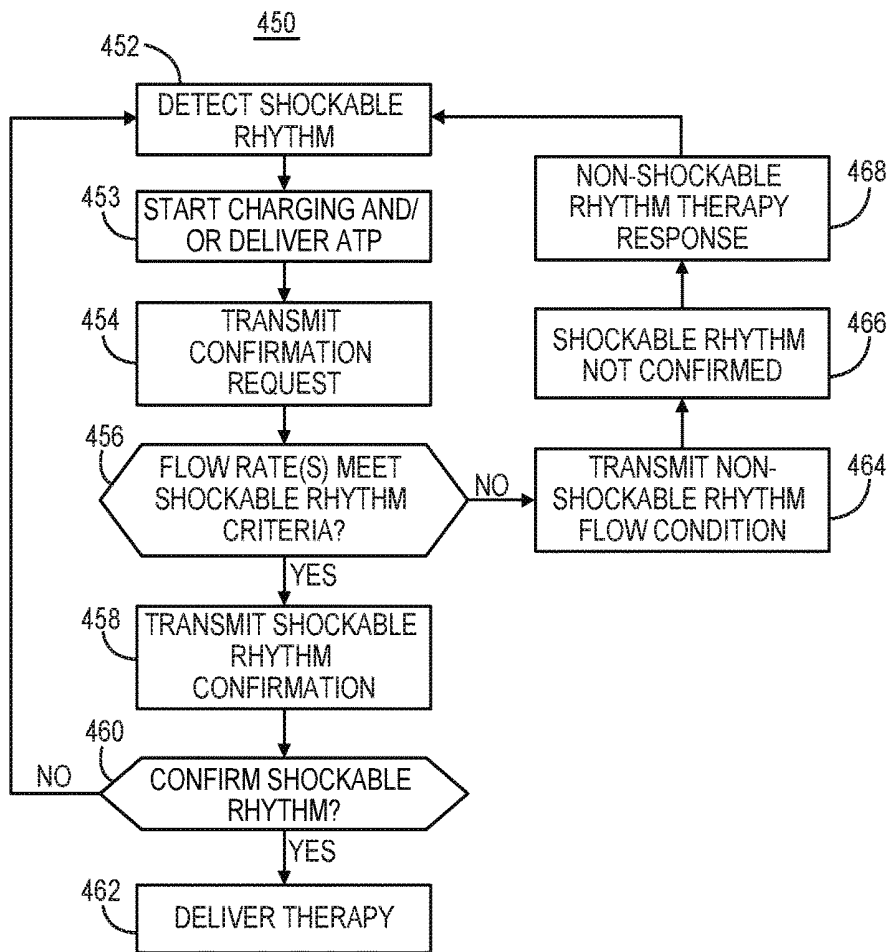 450
452
DETECT SHOCKABLE
RHYTHM
453
START CHARGING AND/
OR DELIVER ATP
454
TRANSMIT
CONFIRMATION
REQUEST
456
FLOW RATE(S) MEET
SHOCKABLE RHYTHM
CRITERIA?
NO
YES
458
TRANSMIT SHOCKABLE
RHYTHM
CONFIRMATION
460
NO
CONFIRM SHOCKABLE
RHYTHM?
YES
462
DELIVER THERAPY
NON-SHOCKABLE
RHYTHM THERAPY
RESPONSE
468
SHOCKABLE RHYTHM
NOT CONFIRMED
466
TRANSMIT NON-
SHOCKABLE RHYTHM
FLOW CONDITION
464